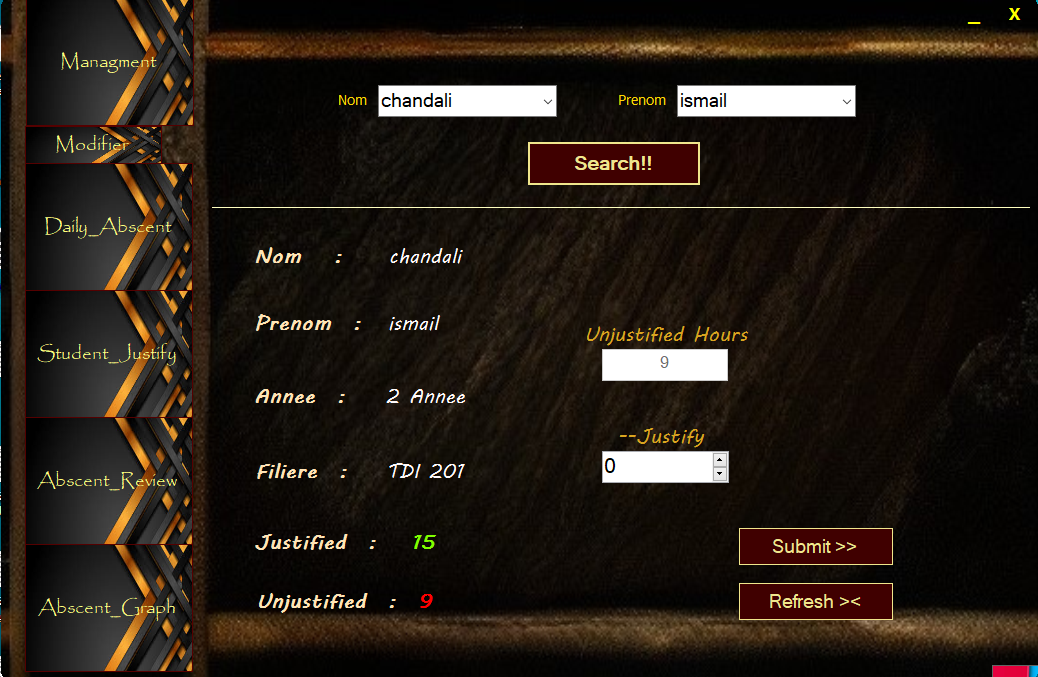 _ X
Managment
Modifier
Daily_Abscent
Student_Justify
Abscent_Review
Abscent_Graph
Nom chandali Prenom ismail
Search!!
Nom : chandali
Prenom : ismail
Unjustified Hours
9
Annee : 2 Annee
--Justify
0
Filiere : TDI 201
Justified : 15
Submit >>
Unjustified : 9
Refresh ><